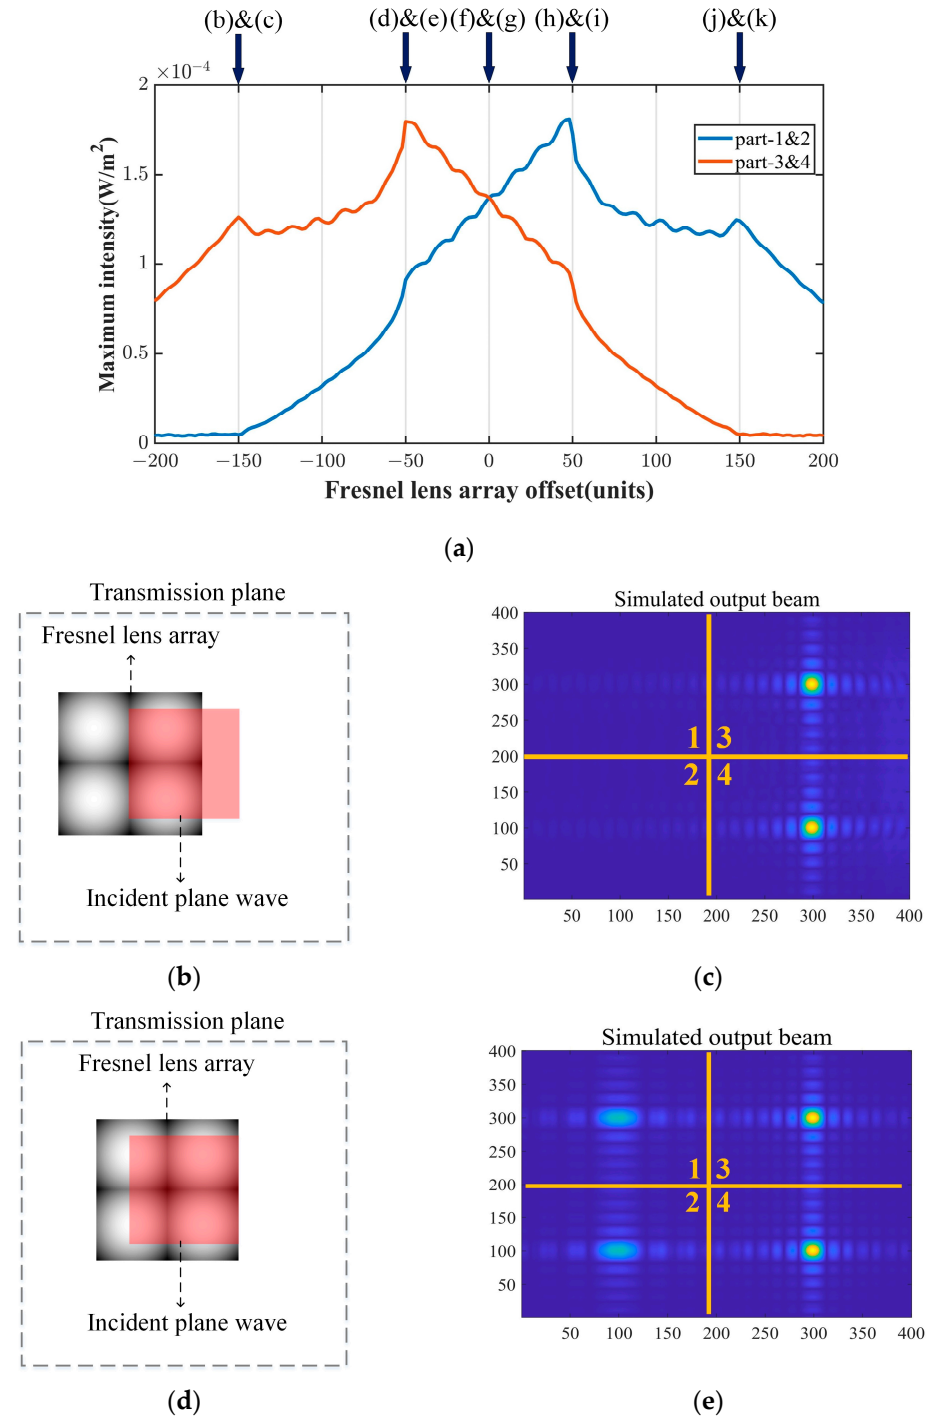 (b)&(c) (d)&(e) (f)&(g) (h)&(i) (j)&(k)
×10⁻⁴
2
1.5
1
0.5
0
Maximum intensity(W/m²)
part-1&2
part-3&4
−200 −150 −100 −50 0 50 100 150 200
Fresnel lens array offset(units)
(a)
Transmission plane
Fresnel lens array
Incident plane wave
(b)
Simulated output beam
400
350
300
250
200
150
100
50
1 3
2 4
50 100 150 200 250 300 350 400
(c)
Transmission plane
Fresnel lens array
Incident plane wave
(d)
Simulated output beam
400
350
300
250
200
150
100
50
1 3
2 4
50 100 150 200 250 300 350 400
(e)